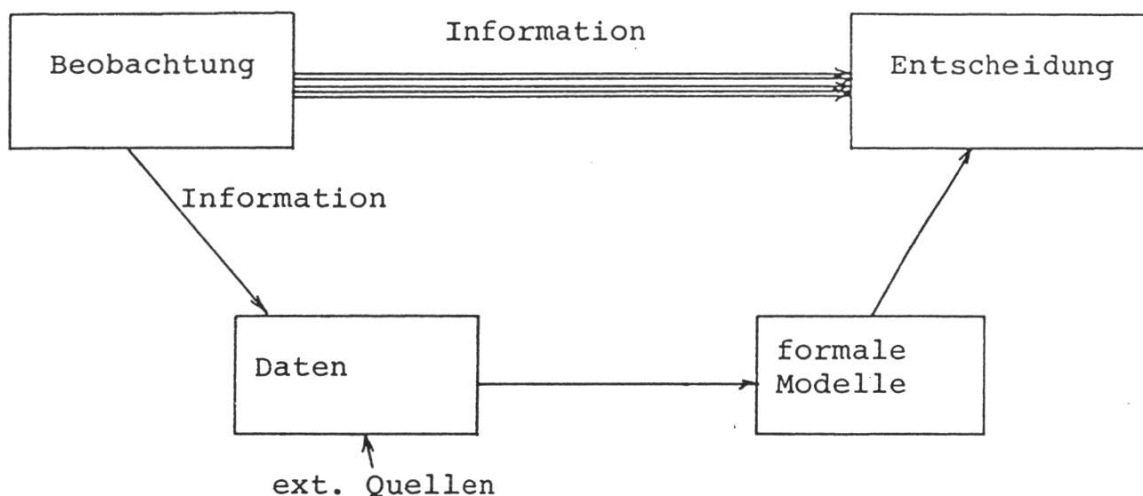 Information
Beobachtung
Entscheidung
Information
Daten
formale
Modelle
ext. Quellen